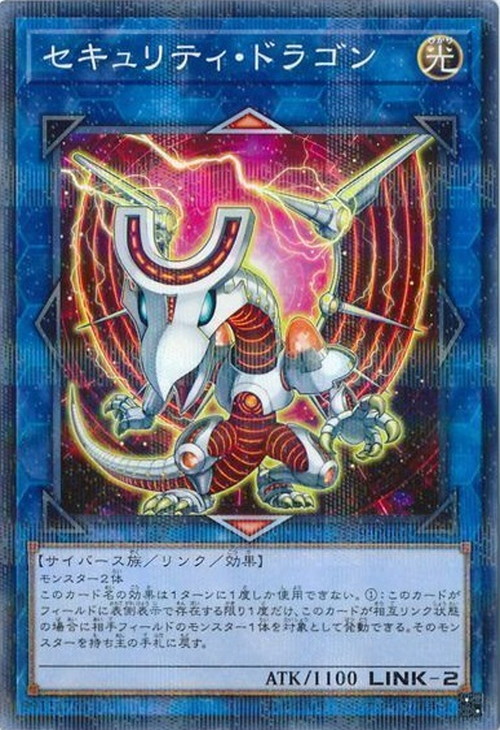 セキュリティ・ドラゴン
光
【サイバース族／リンク／効果】
モンスター2体
このカード名の効果は1ターンに1度しか使用できない。①：このカードが
フィールドに表側表示で存在する限り1度だけ、このカードが相互リンク状態
の場合に相手フィールドのモンスター1体を対象として発動できる。そのモン
スターを持ち主の手札に戻す。
ATK/1100 LINK-2